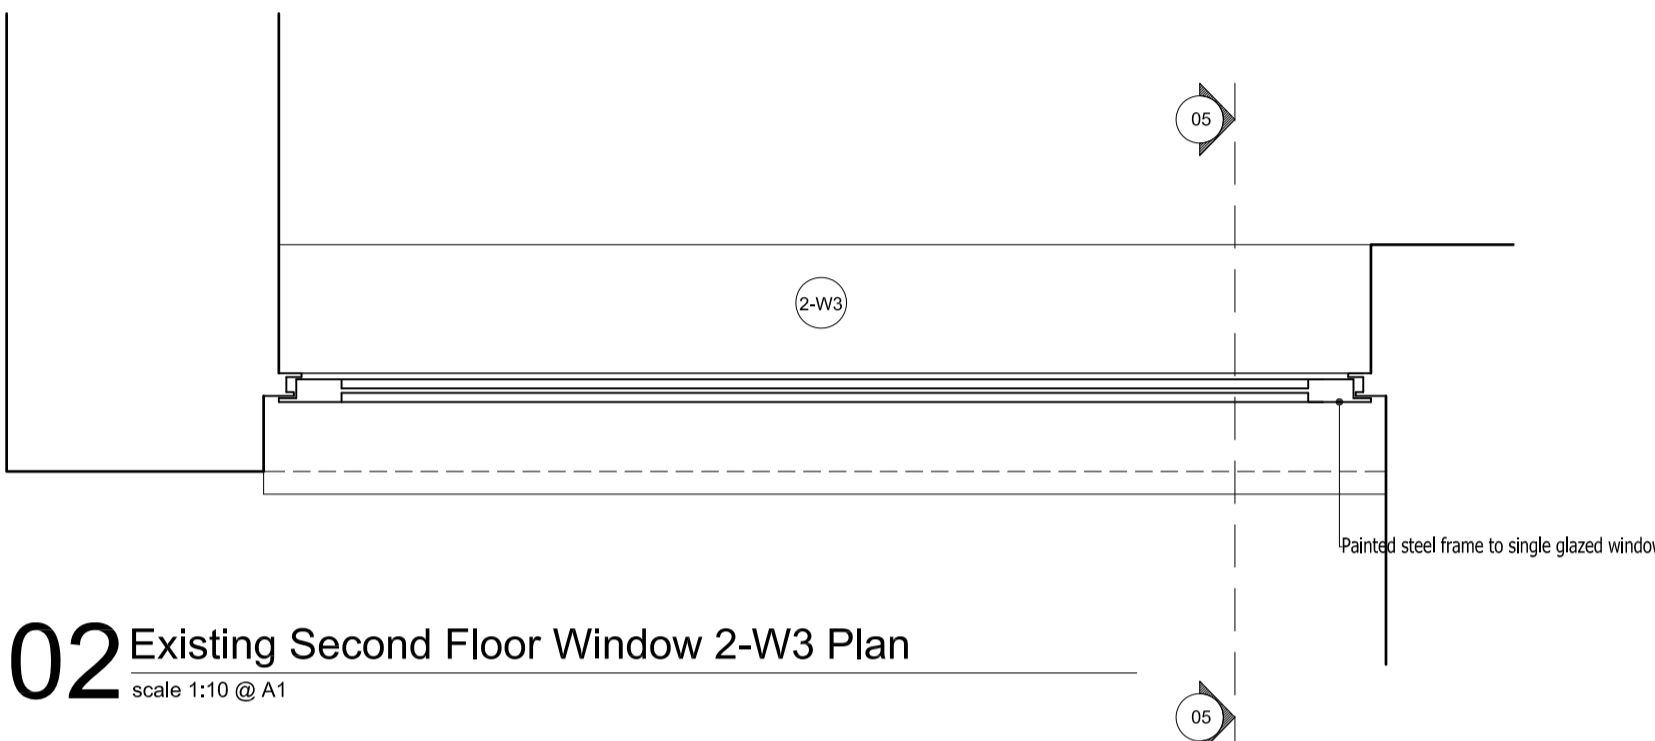 05
2-W3
Painted steel frame to single glazed
02 Existing Second Floor Window 2-W3 Plan
scale 1:10 @ A1
05